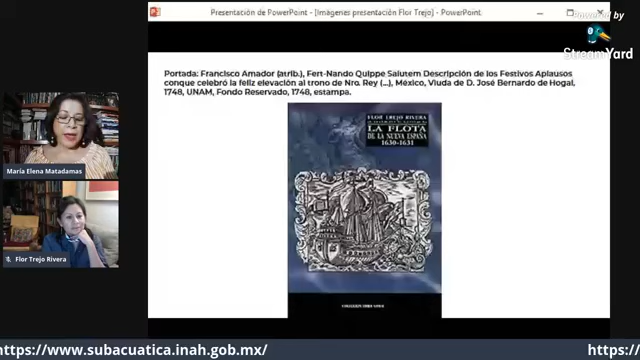 Presentación de PowerPoint - [Imágenes presentación Flor Trejo] - PowerPoint
Powered by
StreamYard
Portada: Francisco Amador (atrib.), Fert-Nando Quippe Salutem Descripción de los Festivos Aplausos
conque celebró la feliz elevación al trono de Nro. Rey (...), México, Viuda de D. José Bernardo de Hogal,
1748, UNAM, Fondo Reservado, 1748, estampa.
FLOR TREJO RIVERA
LA FLOTA
DE LA NUEVA ESPAÑA
1630-1631
María Elena Matadamas
Flor Trejo Rivera
https://www.subacuatica.inah.gob.mx/
https://